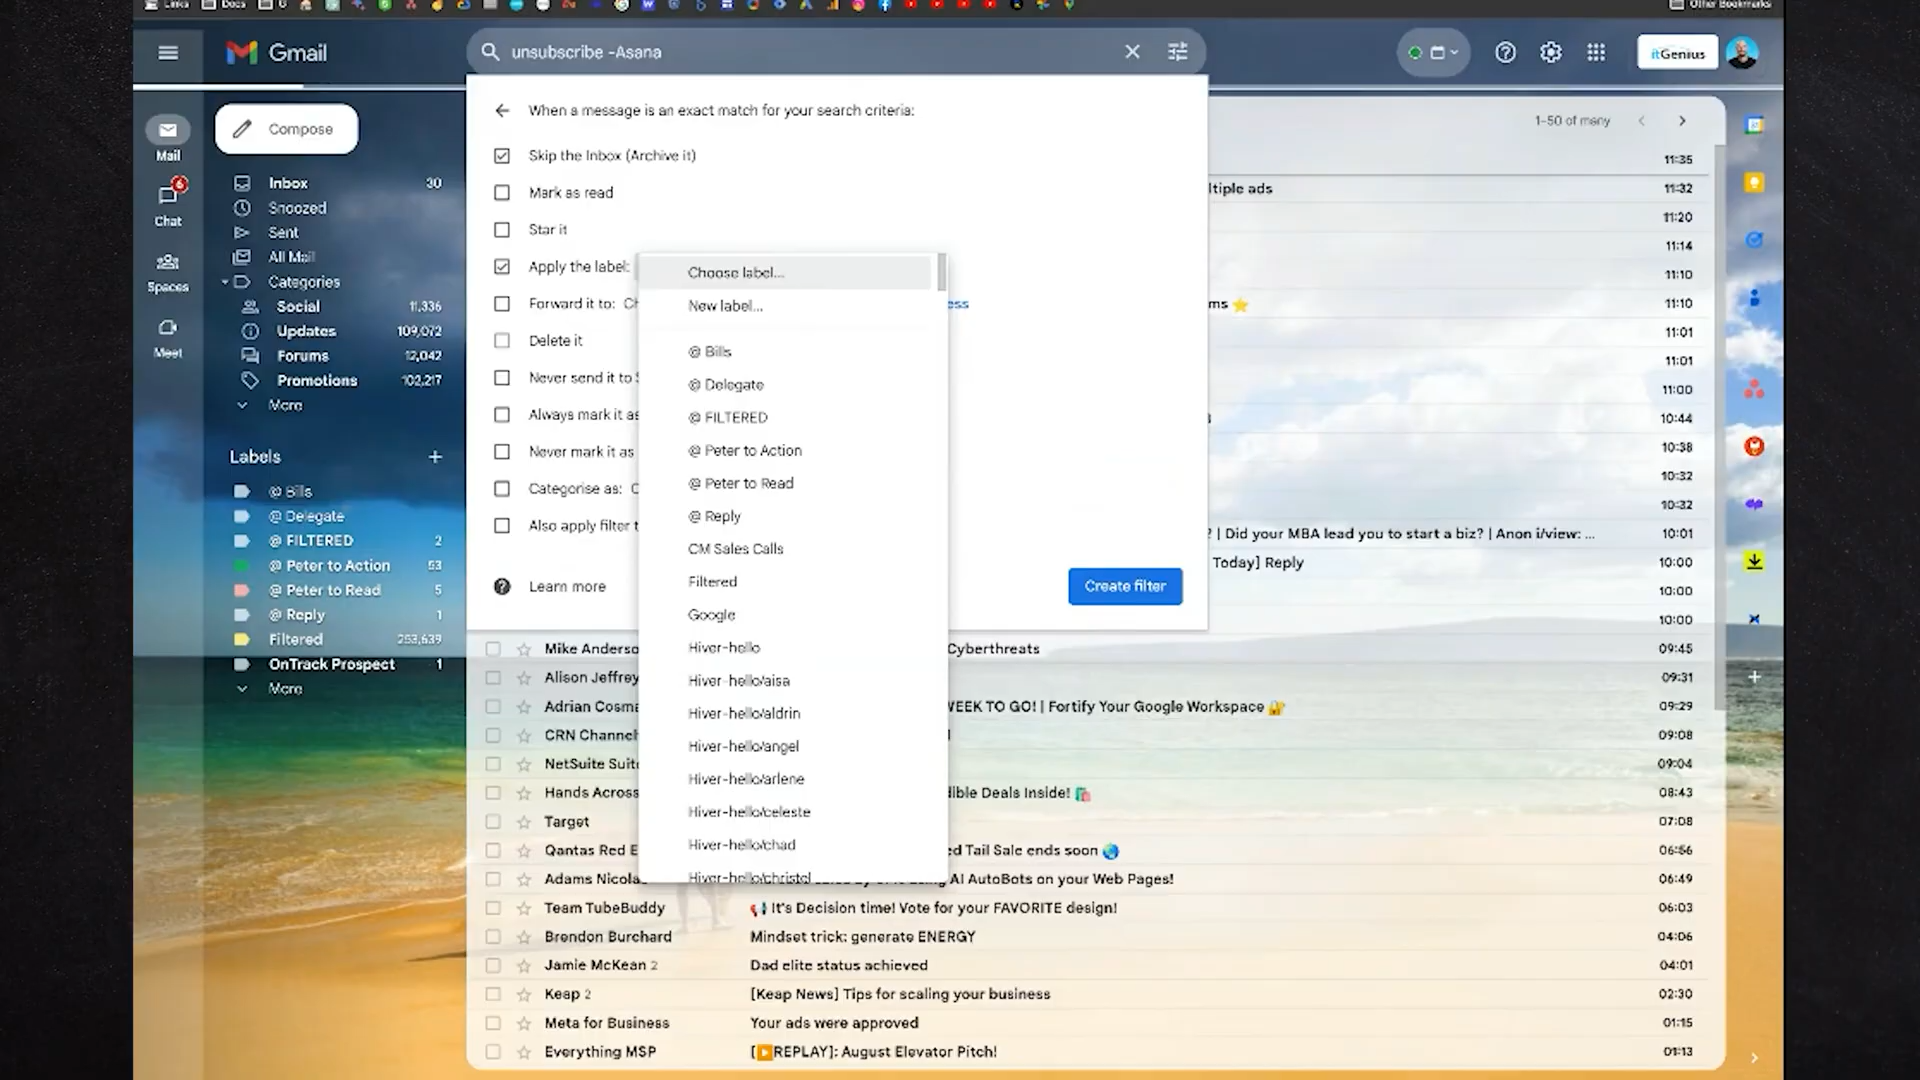 Links
Docs
Other Bookmarks
Gmail
unsubscribe -Asana
itGenius
Mail
6
Chat
Spaces
Meet
Compose
Inbox 30
Snoozed
Sent
All Mail
Categories
Social 11,336
Updates 109,072
Forums 12,042
Promotions 102,217
More
Labels
@ Bills
@ Delegate
@ FILTERED 2
@ Peter to Action 53
@ Peter to Read 5
@ Reply 1
Filtered 253,639
OnTrack Prospect 1
More
When a message is an exact match for your search criteria:
Skip the Inbox (Archive it)
Mark as read
Star it
Apply the label:
Forward it to:
Delete it
Never send it to
Always mark it as
Never mark it as
Categorise as:
Also apply filter
Learn more
Create filter
Choose label...
New label...
@ Bills
@ Delegate
@ FILTERED
@ Peter to Action
@ Peter to Read
@ Reply
CM Sales Calls
Filtered
Google
Hiver-hello
Hiver-hello/aisa
Hiver-hello/aldrin
Hiver-hello/angel
Hiver-hello/arlene
Hiver-hello/celeste
Hiver-hello/chad
Hiver-hello/christel
1-50 of many
11:35
ltiple ads 11:32
11:20
11:14
11:10
ms ⭐ 11:10
11:01
11:01
11:00
10:44
10:38
10:32
10:32
? | Did your MBA lead you to start a biz? | Anon i/view: ... 10:01
Today] Reply 10:00
10:00
10:00
Mike Anderso Cyberthreats 09:45
Alison Jeffrey 09:31
Adrian Cosma WEEK TO GO! | Fortify Your Google Workspace 🔐 09:29
CRN Channel 09:08
NetSuite Suit 09:04
Hands Across dible Deals Inside! 🛍️ 08:43
Target 07:08
Qantas Red E ed Tail Sale ends soon 🌏 06:56
Adams Nicola AI AutoBots on your Web Pages! 06:49
Team TubeBuddy 📢 It's Decision time! Vote for your FAVORITE design! 06:03
Brendon Burchard Mindset trick: generate ENERGY 04:06
Jamie McKean 2 Dad elite status achieved 04:01
Keap 2 [Keap News] Tips for scaling your business 02:30
Meta for Business Your ads were approved 01:15
Everything MSP [▶️REPLAY]: August Elevator Pitch! 01:13